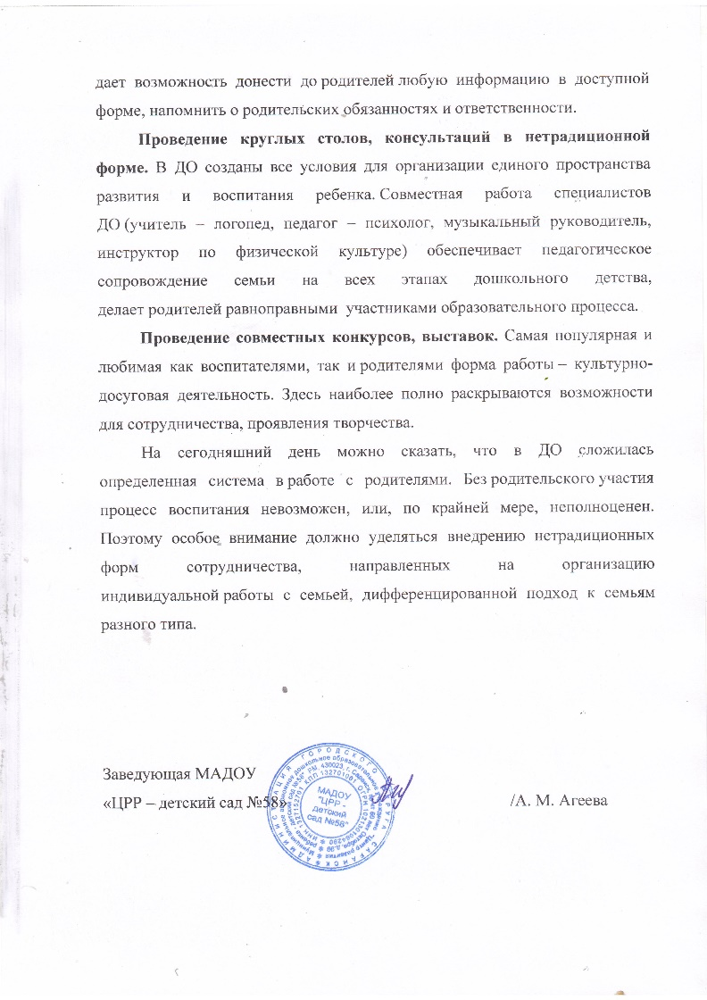 дает возможность донести до родителей любую информацию в доступной
форме, напомнить о родительских обязанностях и ответственности.
Проведение круглых столов, консультаций в нетрадиционной
форме. В ДО созданы все условия для организации единого пространства
развития и воспитания ребенка. Совместная работа специалистов
ДО (учитель – логопед, педагог – психолог, музыкальный руководитель,
инструктор по физической культуре) обеспечивает педагогическое
сопровождение семьи на всех этапах дошкольного детства,
делает родителей равноправными участниками образовательного процесса.
Проведение совместных конкурсов, выставок. Самая популярная и
любимая как воспитателями, так и родителями форма работы – культурно-
досуговая деятельность. Здесь наиболее полно раскрываются возможности
для сотрудничества, проявления творчества.
На сегодняшний день можно сказать, что в ДО сложилась
определенная система в работе с родителями. Без родительского участия
процесс воспитания невозможен, или, по крайней мере, неполноценен.
Поэтому особое внимание должно уделяться внедрению нетрадиционных
форм сотрудничества, направленных на организацию
индивидуальной работы с семьей, дифференцированной подход к семьям
разного типа.
Заведующая МАДОУ
«ЦРР – детский сад №58»
/А. М. Агеева
МАДОУ
"ЦРР -
детский
сад №58"